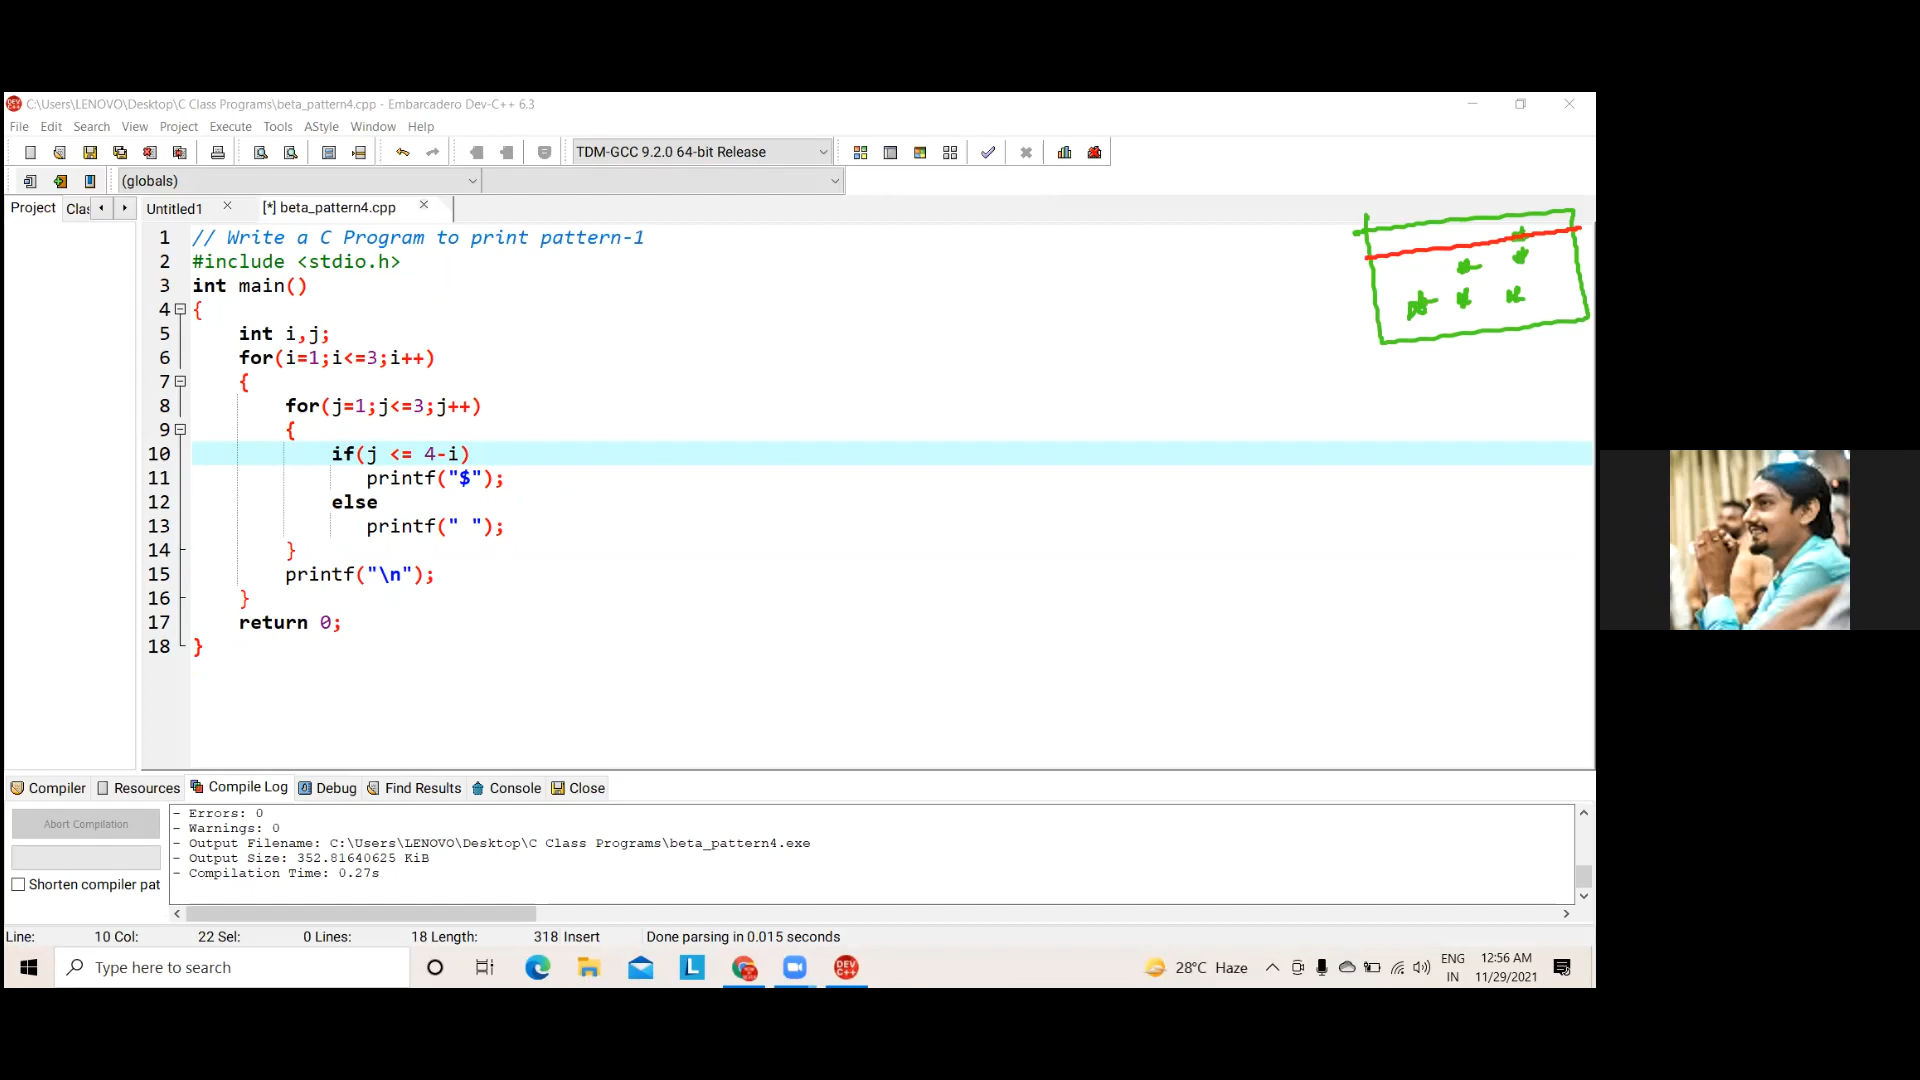 C:\Users\LENOVO\Desktop\C Class Programs\beta_pattern4.cpp - Embarcadero Dev-C++ 6.3
File Edit Search View Project Execute Tools AStyle Window Help
TDM-GCC 9.2.0 64-bit Release
(globals)
Project Clas Untitled1 [*] beta_pattern4.cpp
1 // Write a C Program to print pattern-1
2 #include <stdio.h>
3 int main()
4 {
5 int i,j;
6 for(i=1;i<=3;i++)
7 {
8 for(j=1;j<=3;j++)
9 {
10 if(j <= 4-i)
11 printf("$");
12 else
13 printf(" ");
14 }
15 printf("\n");
16 }
17 return 0;
18 }
Compiler Resources Compile Log Debug Find Results Console Close
Abort Compilation
Shorten compiler pat
- Errors: 0
- Warnings: 0
- Output Filename: C:\Users\LENOVO\Desktop\C Class Programs\beta_pattern4.exe
- Output Size: 352.81640625 KiB
- Compilation Time: 0.27s
Line: 10 Col: 22 Sel: 0 Lines: 18 Length: 318 Insert Done parsing in 0.015 seconds
Type here to search
L
DEV C++
28°C Haze
ENG
IN
12:56 AM
11/29/2021